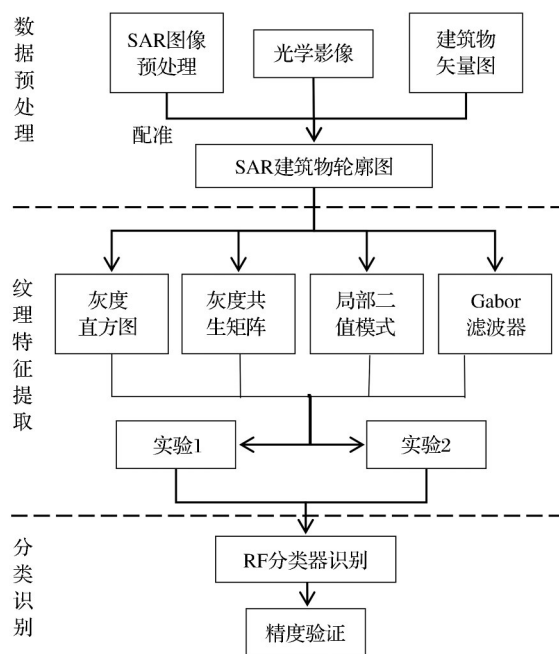 数据预处理
SAR图像
预处理
光学影像
建筑物
矢量图
配准
SAR建筑物轮廓图
纹理特征提取
灰度
直方图
灰度共
生矩阵
局部二
值模式
Gabor
滤波器
实验1
实验2
分类识别
RF分类器识别
精度验证